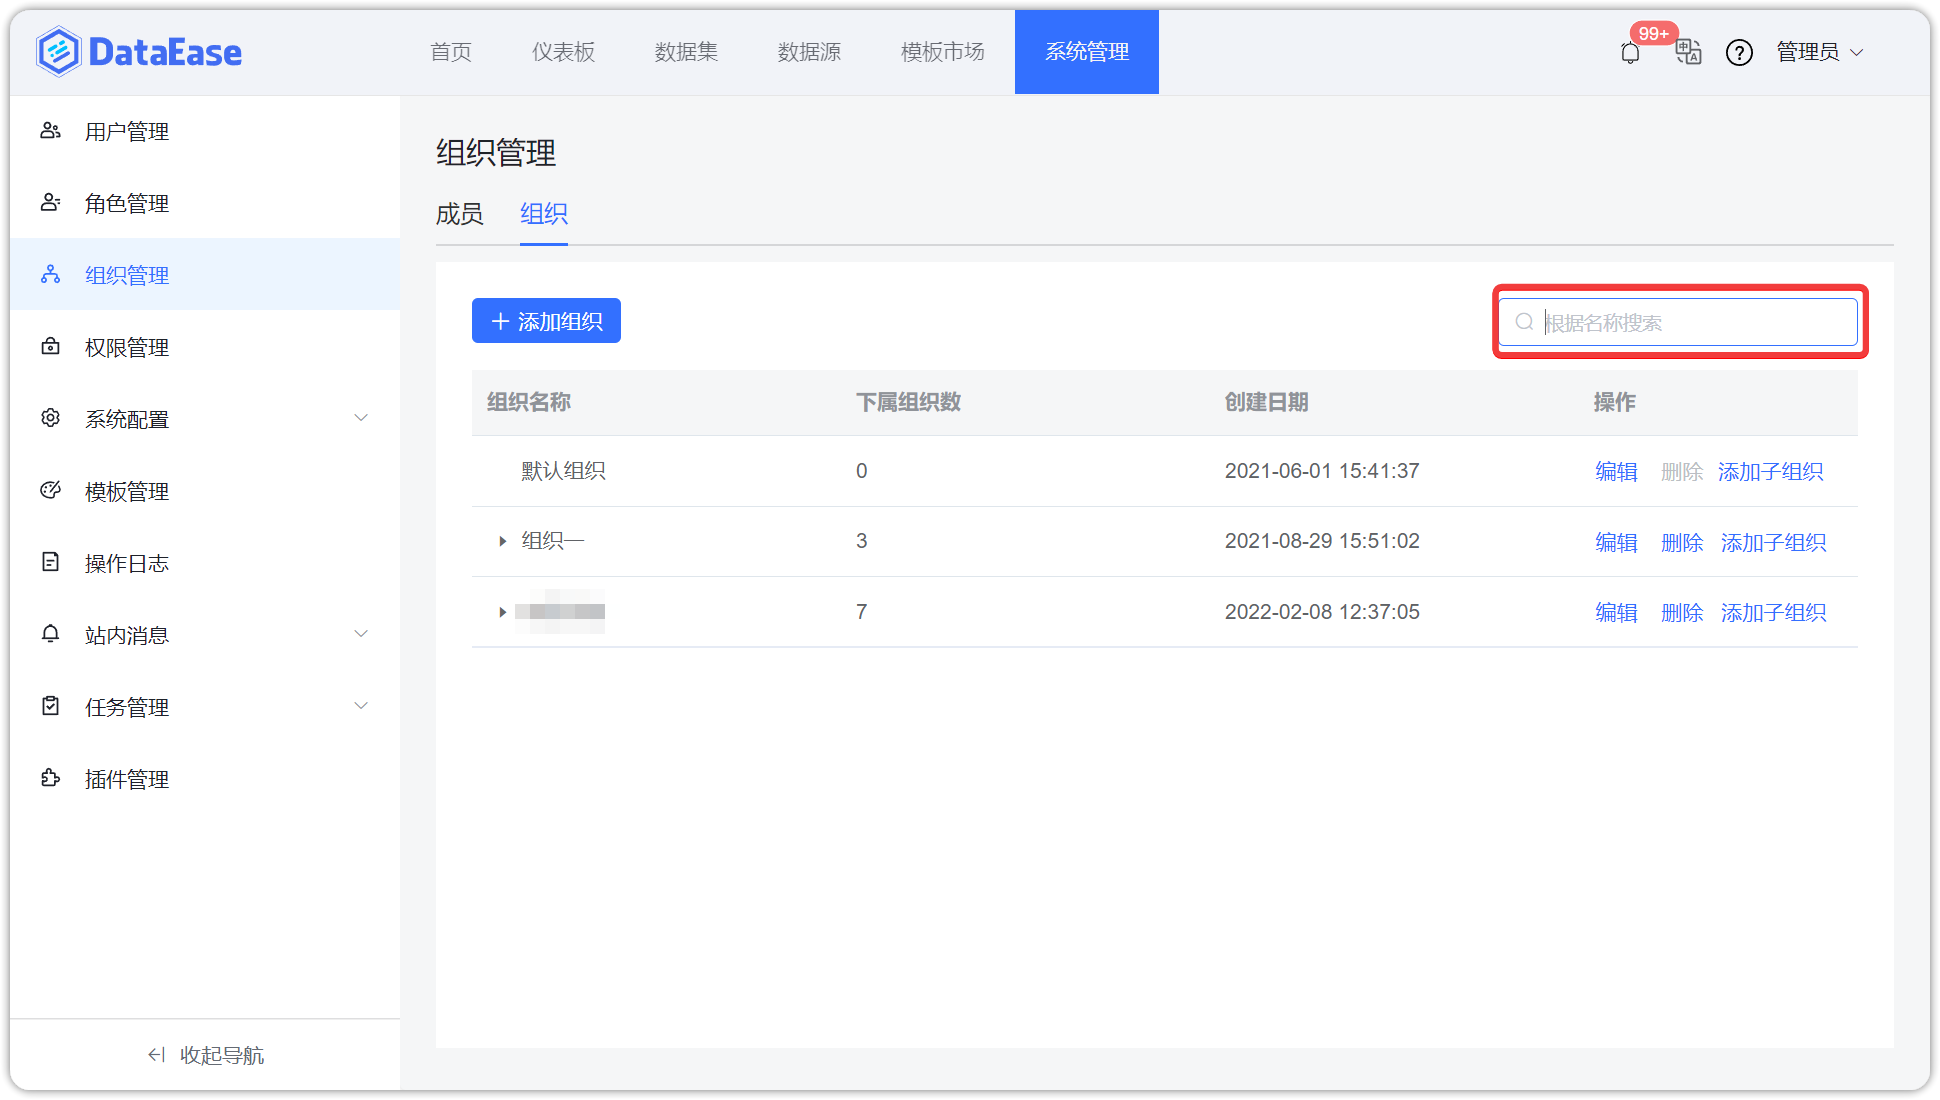 DataEase
首页 仪表板 数据集 数据源 模板市场 系统管理 99+ 管理员
用户管理
角色管理
组织管理
权限管理
系统配置
模板管理
操作日志
站内消息
任务管理
插件管理
收起导航
组织管理
成员 组织
添加组织 根据名称搜索
组织名称 下属组织数 创建日期 操作
默认组织 0 2021-06-01 15:41:37 编辑 删除 添加子组织
组织一 3 2021-08-29 15:51:02 编辑 删除 添加子组织
7 2022-02-08 12:37:05 编辑 删除 添加子组织